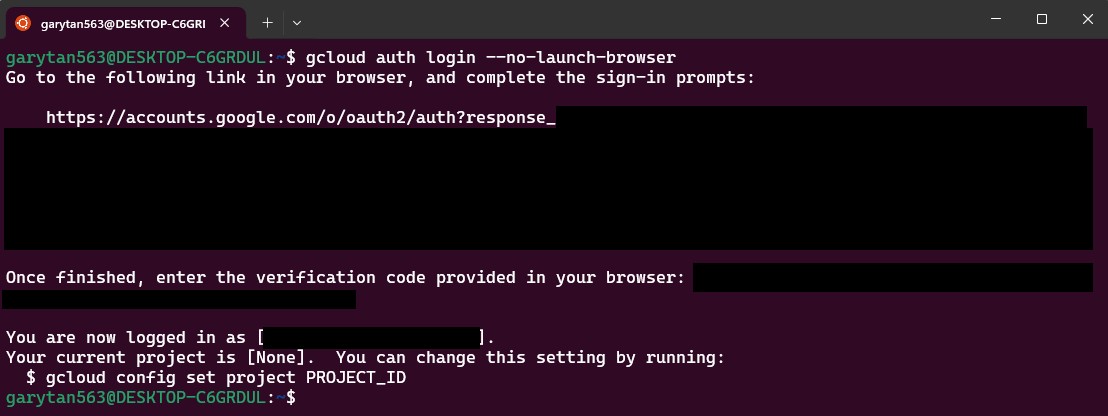 garytan563@DESKTOP-C6GRI
garytan563@DESKTOP-C6GRDUL:~$ gcloud auth login --no-launch-browser
Go to the following link in your browser, and complete the sign-in prompts:
https://accounts.google.com/o/oauth2/auth?response_
Once finished, enter the verification code provided in your browser:
You are now logged in as [ ].
Your current project is [None]. You can change this setting by running:
$ gcloud config set project PROJECT_ID
garytan563@DESKTOP-C6GRDUL:~$